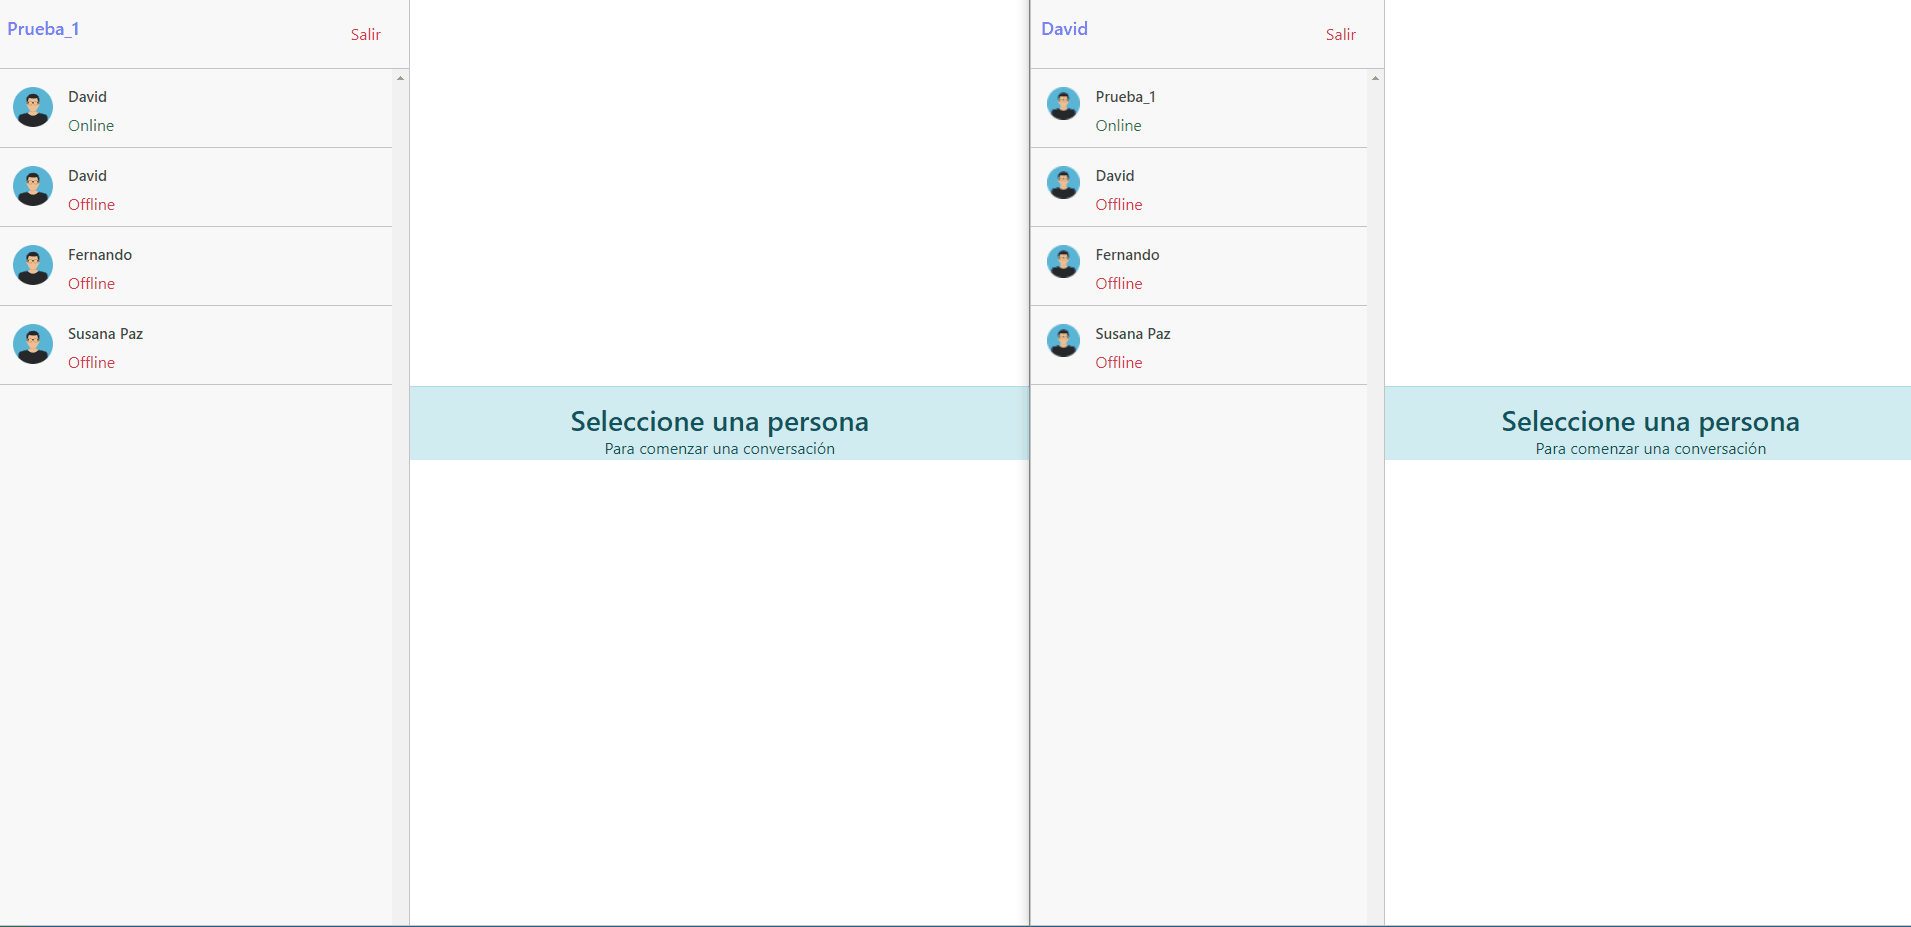 Prueba_1
Salir
David
Online
David
Offline
Fernando
Offline
Susana Paz
Offline
Seleccione una persona
Para comenzar una conversación
David
Salir
Prueba_1
Online
David
Offline
Fernando
Offline
Susana Paz
Offline
Seleccione una persona
Para comenzar una conversación